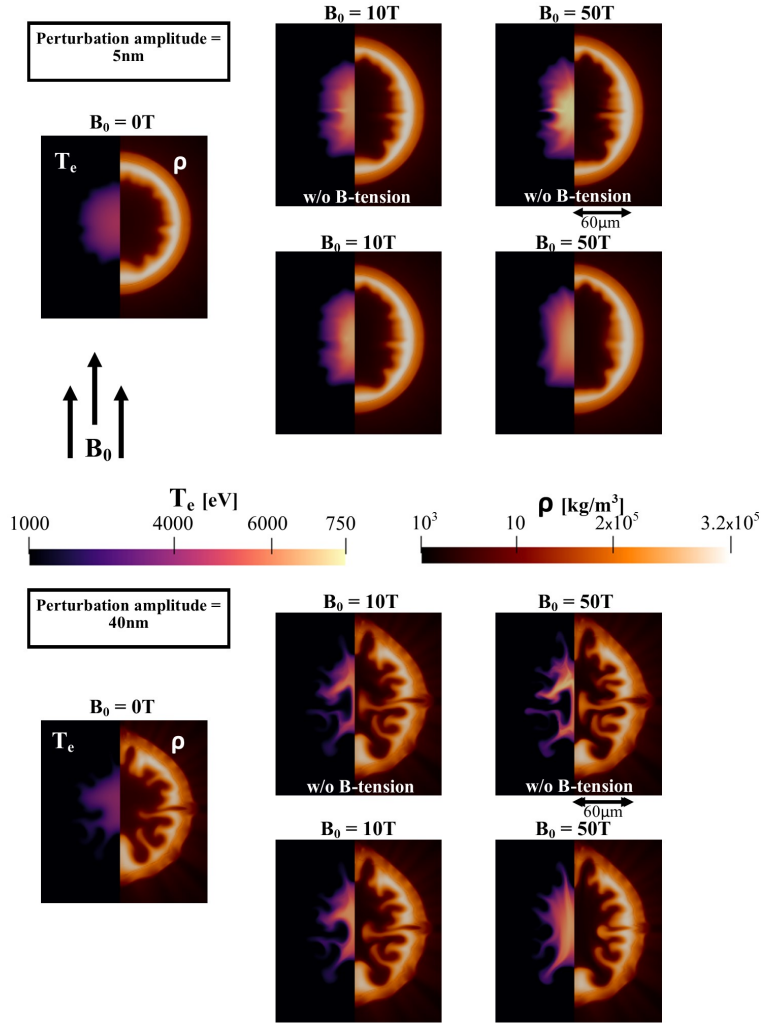 Perturbation amplitude =
5nm
B₀ = 10T
B₀ = 50T
B₀ = 0T
Tₑ
ρ
w/o B-tension
w/o B-tension
60μm
B₀ = 10T
B₀ = 50T
B₀
Tₑ [eV]
1000
4000
6000
750
ρ [kg/m³]
10³
10
2x10⁵
3.2x10⁵
Perturbation amplitude =
40nm
B₀ = 10T
B₀ = 50T
B₀ = 0T
Tₑ
ρ
w/o B-tension
w/o B-tension
60μm
B₀ = 10T
B₀ = 50T